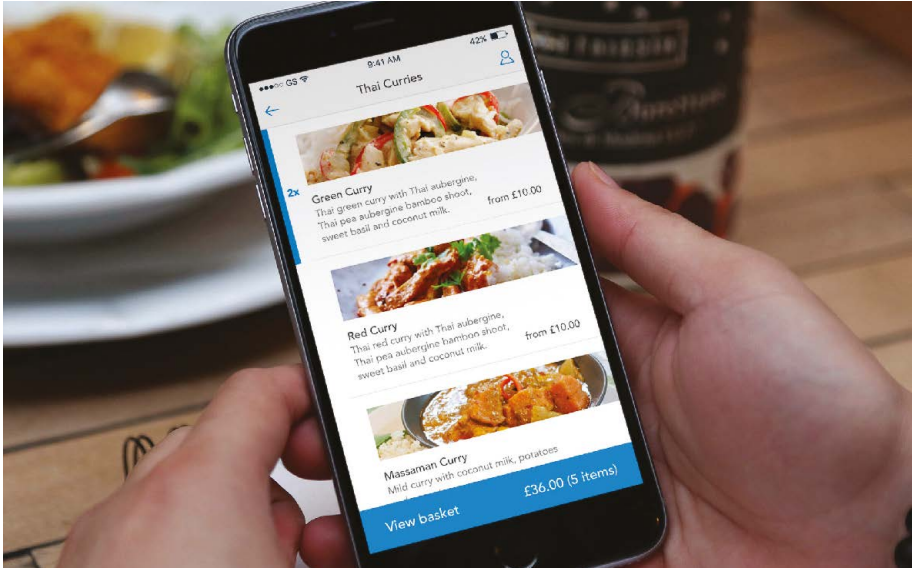 GS 9:41 AM 42%
Thai Curries
2x
Green Curry
Thai green curry with Thai aubergine,
Thai pea aubergine bamboo shoot,
sweet basil and coconut milk.
from £10.00
Red Curry
Thai red curry with Thai aubergine,
Thai pea aubergine bamboo shoot,
sweet basil and coconut milk.
from £10.00
Massaman Curry
Mild curry with coconut milk, potatoes
View basket £36.00 (5 items)